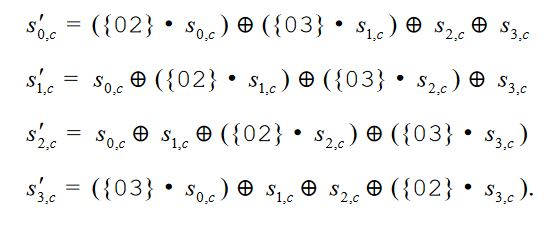 s′₀,c = ({02} • s₀,c) ⊕ ({03} • s₁,c) ⊕ s₂,c ⊕ s₃,c
s′₁,c = s₀,c ⊕ ({02} • s₁,c) ⊕ ({03} • s₂,c) ⊕ s₃,c
s′₂,c = s₀,c ⊕ s₁,c ⊕ ({02} • s₂,c) ⊕ ({03} • s₃,c)
s′₃,c = ({03} • s₀,c) ⊕ s₁,c ⊕ s₂,c ⊕ ({02} • s₃,c).